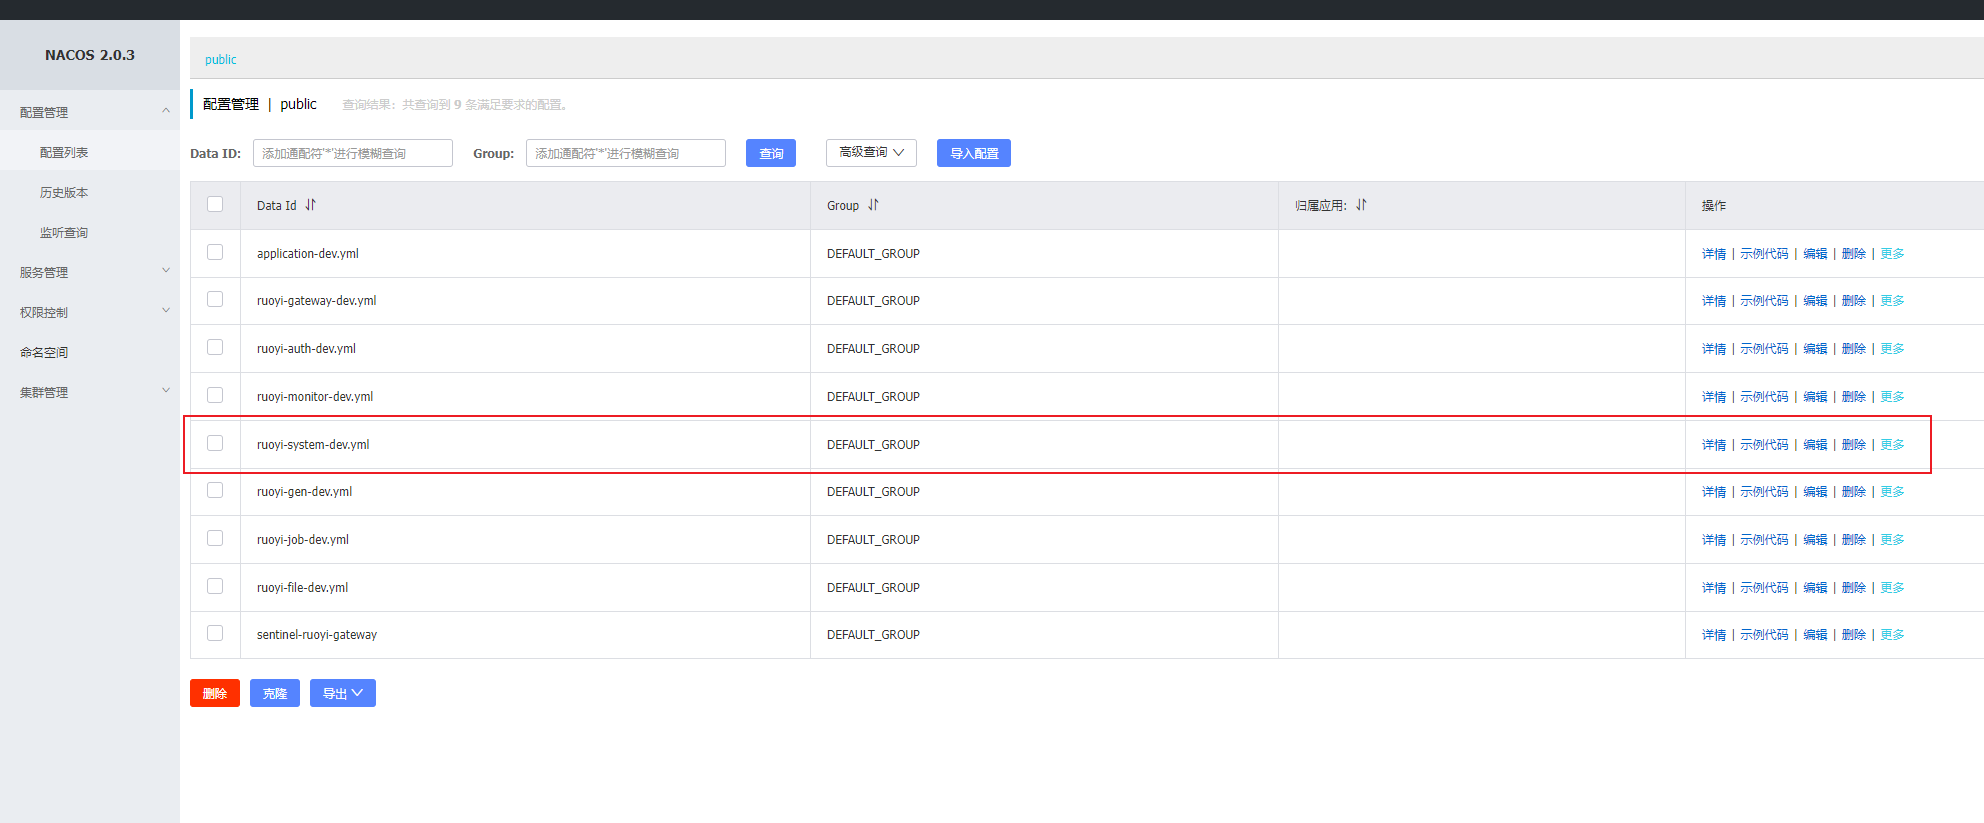 NACOS 2.0.3
配置管理
配置列表
历史版本
监听查询
服务管理
权限控制
命名空间
集群管理
public
配置管理 | public 查询结果：共查询到 9 条满足要求的配置。
Data ID: 添加通配符'*'进行模糊查询 Group: 添加通配符'*'进行模糊查询 查询 高级查询 导入配置
Data Id Group 归属应用: 操作
application-dev.yml DEFAULT_GROUP 详情 | 示例代码 | 编辑 | 删除 | 更多
ruoyi-gateway-dev.yml DEFAULT_GROUP 详情 | 示例代码 | 编辑 | 删除 | 更多
ruoyi-auth-dev.yml DEFAULT_GROUP 详情 | 示例代码 | 编辑 | 删除 | 更多
ruoyi-monitor-dev.yml DEFAULT_GROUP 详情 | 示例代码 | 编辑 | 删除 | 更多
ruoyi-system-dev.yml DEFAULT_GROUP 详情 | 示例代码 | 编辑 | 删除 | 更多
ruoyi-gen-dev.yml DEFAULT_GROUP 详情 | 示例代码 | 编辑 | 删除 | 更多
ruoyi-job-dev.yml DEFAULT_GROUP 详情 | 示例代码 | 编辑 | 删除 | 更多
ruoyi-file-dev.yml DEFAULT_GROUP 详情 | 示例代码 | 编辑 | 删除 | 更多
sentinel-ruoyi-gateway DEFAULT_GROUP 详情 | 示例代码 | 编辑 | 删除 | 更多
删除 克隆 导出